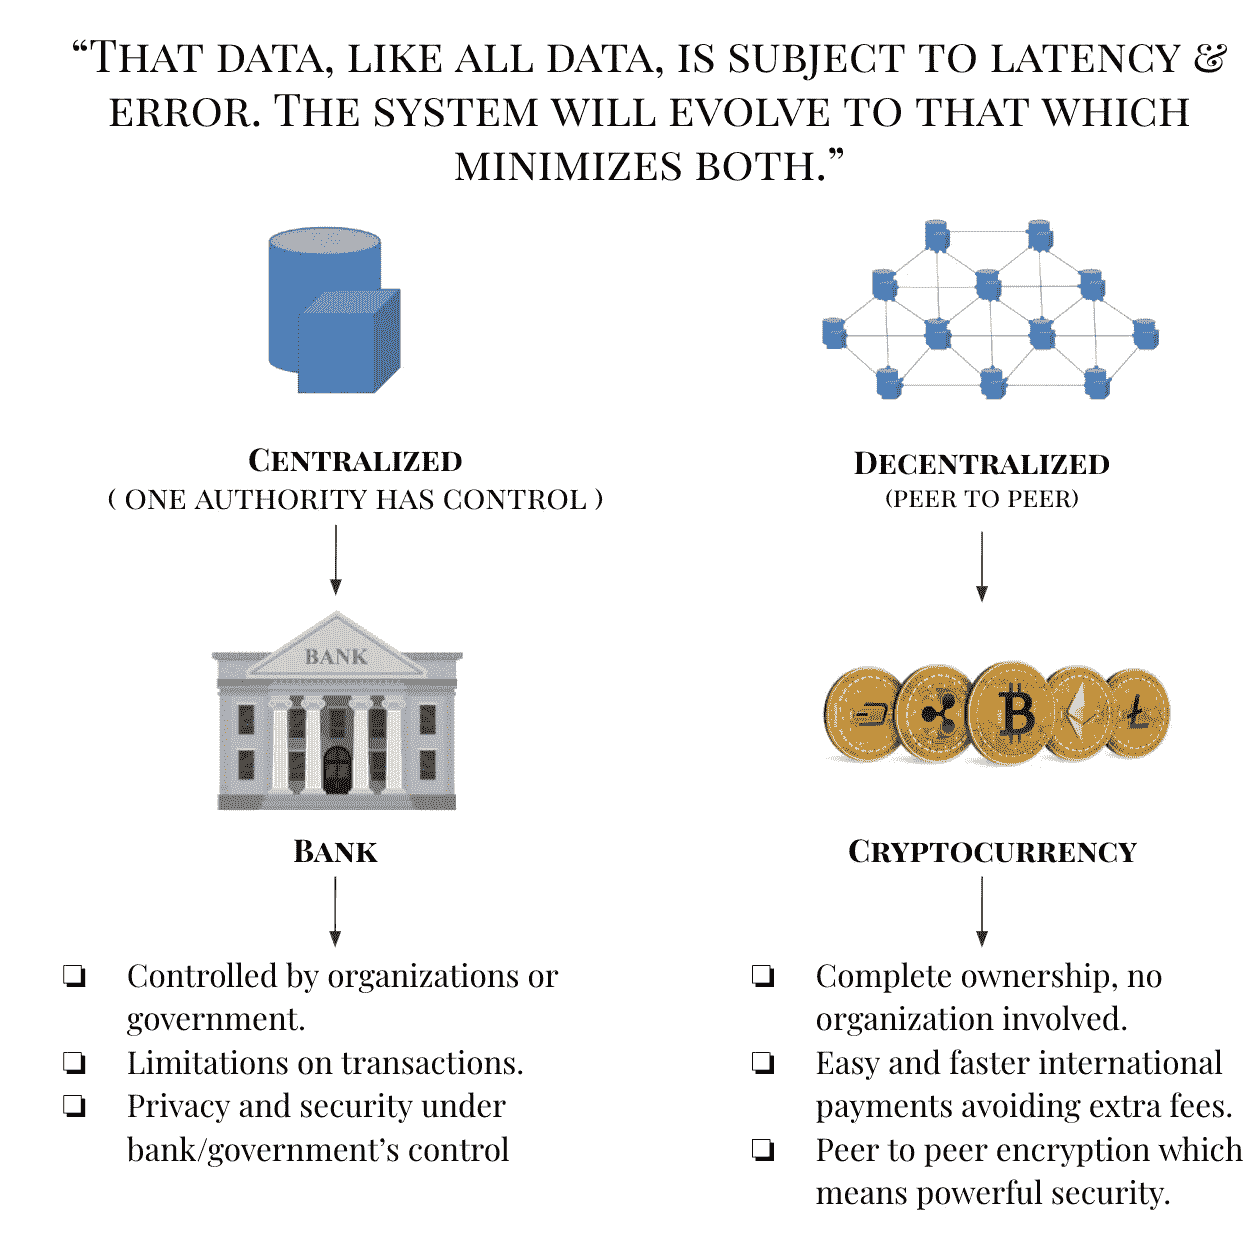 “That data, like all data, is subject to latency &
error. The system will evolve to that which
minimizes both.”
Centralized
( one authority has control )
BANK
Bank
Controlled by organizations or
government.
Limitations on transactions.
Privacy and security under
bank/government’s control
Decentralized
(peer to peer)
Cryptocurrency
Complete ownership, no
organization involved.
Easy and faster international
payments avoiding extra fees.
Peer to peer encryption which
means powerful security.